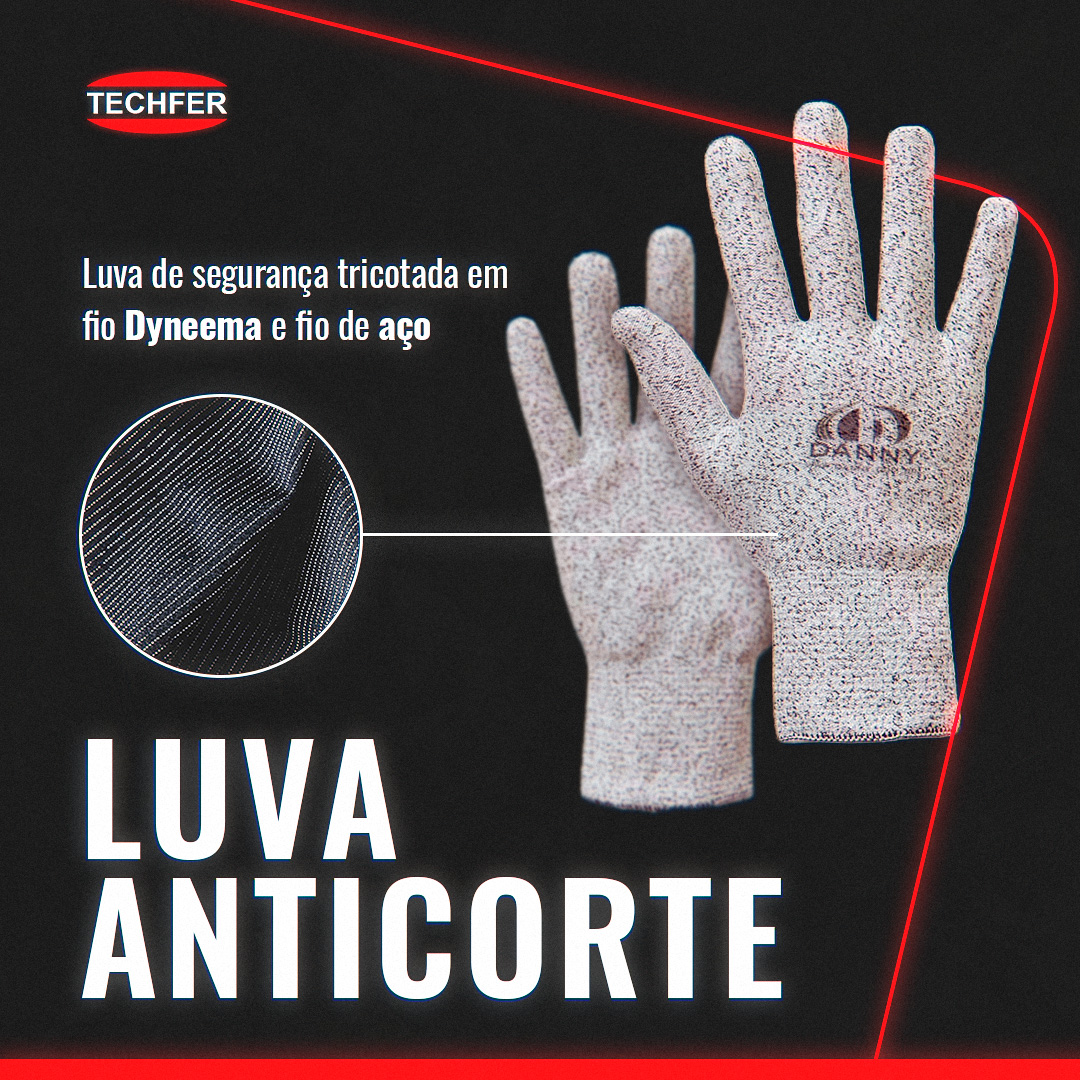 TECHFER
Luva de segurança tricotada em
fio Dyneema e fio de aço
DANNY
LUVA
ANTICORTE